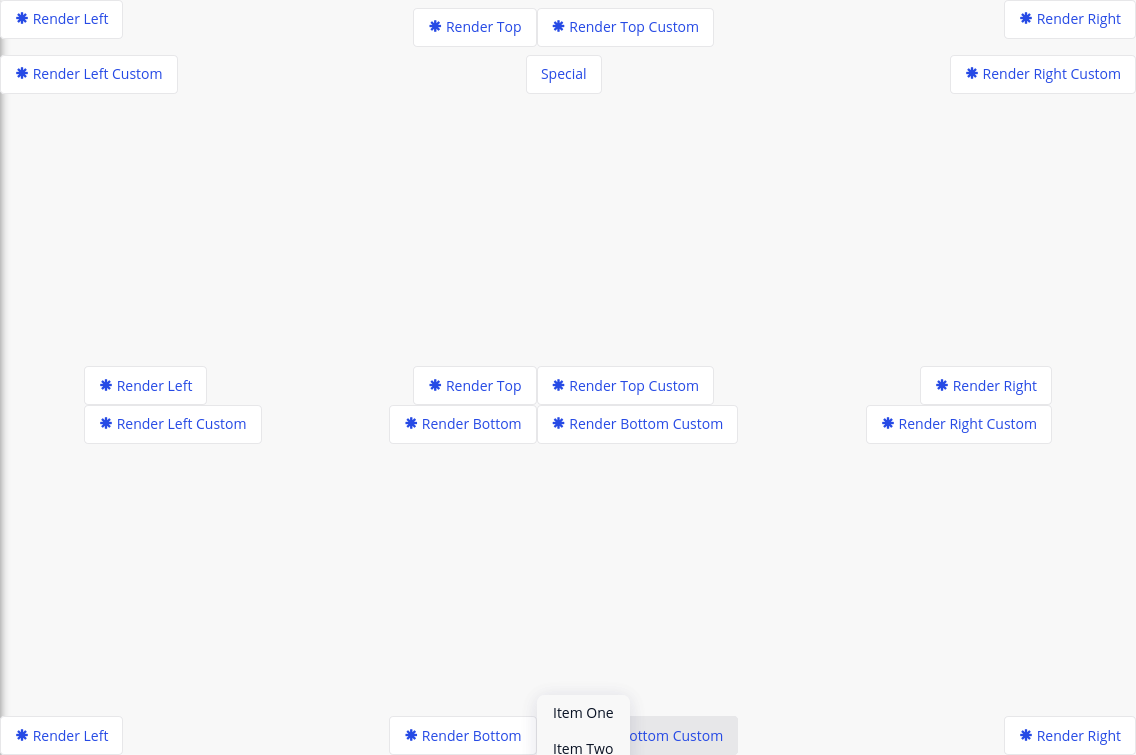 Render Left
Render Top
Render Top Custom
Render Right
Render Left Custom
Special
Render Right Custom
Render Left
Render Top
Render Top Custom
Render Right
Render Left Custom
Render Bottom
Render Bottom Custom
Render Right Custom
Item One
Render Left
Render Bottom
ottom Custom
Render Right
Item Two